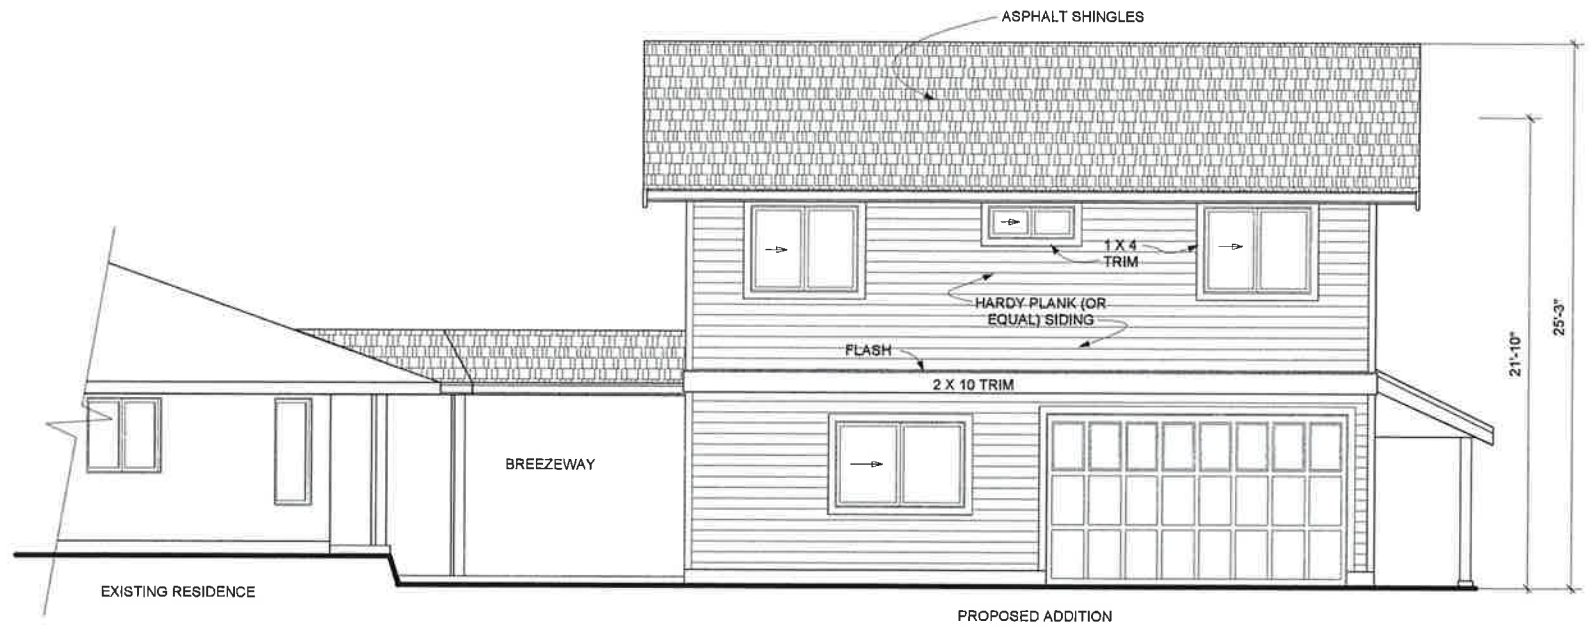 ASPHALT SHINGLES
1 X 4
TRIM
HARDY PLANK (OR
EQUAL) SIDING
FLASH
2 X 10 TRIM
BREEZEWAY
21'-10"
25'-3"
EXISTING RESIDENCE
PROPOSED ADDITION